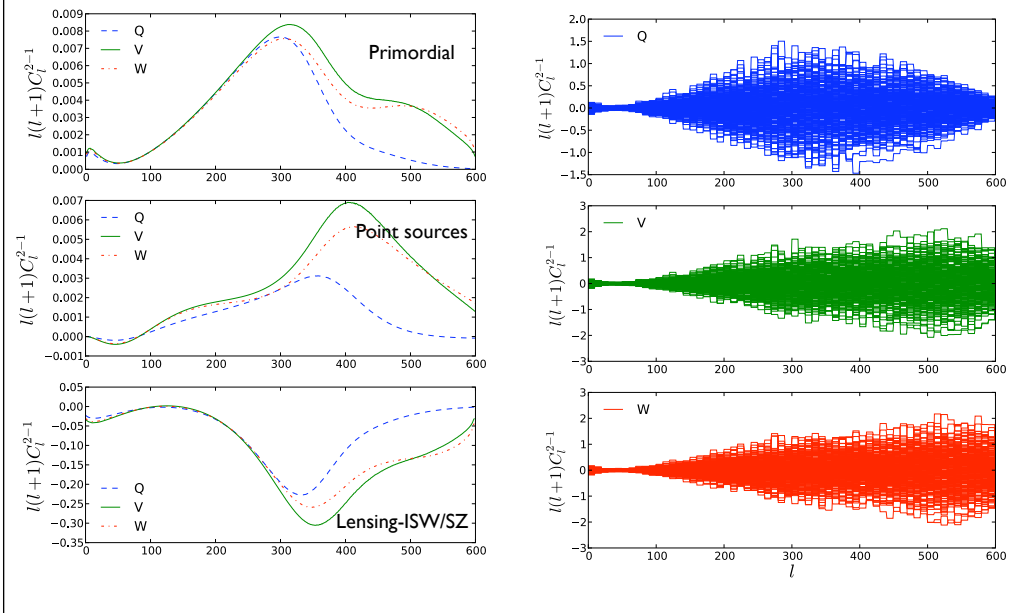 0.009
0.008
0.007
0.006
0.005
0.004
0.003
0.002
0.001
0.000
l(l+1)C_l^{2−1}
Q
V
W
Primordial
0 100 200 300 400 500 600
0.007
0.006
0.005
0.004
0.003
0.002
0.001
0.000
−0.001
l(l+1)C_l^{2−1}
Q
V
W
Point sources
0 100 200 300 400 500 600
0.05
0.00
−0.05
−0.10
−0.15
−0.20
−0.25
−0.30
−0.35
l(l+1)C_l^{2−1}
Q
V
W
Lensing-ISW/SZ
0 100 200 300 400 500 600
2.0
1.5
1.0
0.5
0.0
−0.5
−1.0
−1.5
l(l+1)C_l^{2−1}
Q
0 100 200 300 400 500 600
3
2
1
0
−1
−2
−3
l(l+1)C_l^{2−1}
V
0 100 200 300 400 500 600
3
2
1
0
−1
−2
−3
l(l+1)C_l^{2−1}
W
0 100 200 300 400 500 600
l